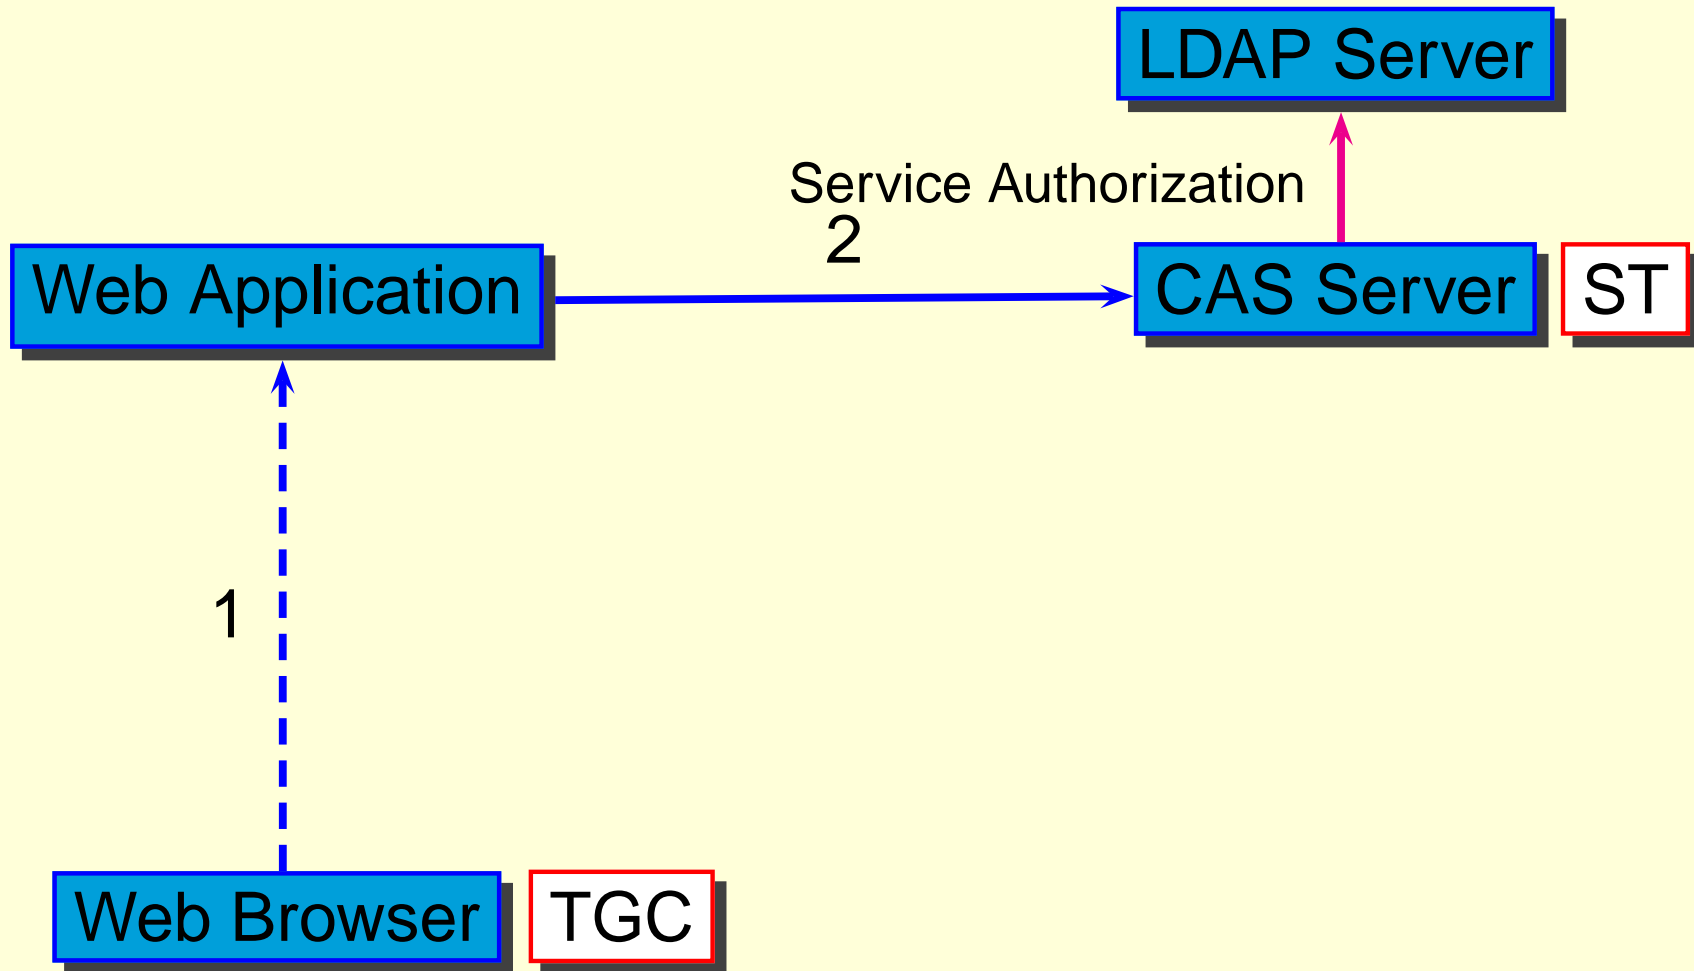 LDAP Server
Service Authorization
2
Web Application
CAS Server
ST
1
Web Browser
TGC